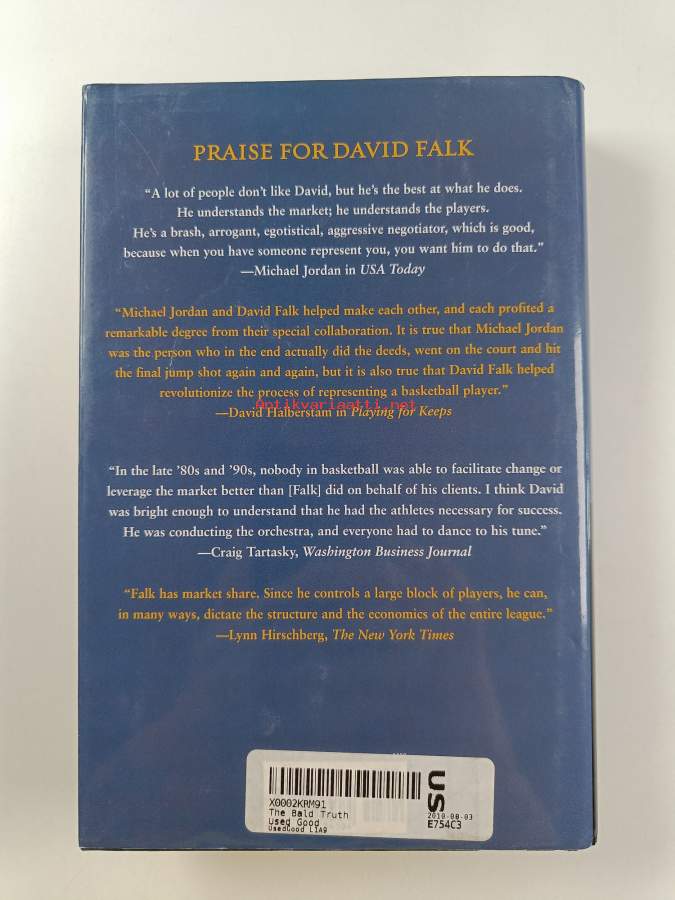 PRAISE FOR DAVID FALK
“A lot of people don’t like David, but he’s the best at what he does.
He understands the market; he understands the players.
He’s a brash, arrogant, egotistical, aggressive negotiator, which is good,
because when you have someone represent you, you want him to do that.”
—Michael Jordan in USA Today
“Michael Jordan and David Falk helped make each other, and each profited a
remarkable degree from their special collaboration. It is true that Michael Jordan
was the person who in the end actually did the deeds, went on the court and hit
the final jump shot again and again, but it is also true that David Falk helped
revolutionize the process of representing a basketball player.”
Antikvariaatti.net
—David Halberstam in Playing for Keeps
“In the late ’80s and ’90s, nobody in basketball was able to facilitate change or
leverage the market better than [Falk] did on behalf of his clients. I think David
was bright enough to understand that he had the athletes necessary for success.
He was conducting the orchestra, and everyone had to dance to his tune.”
—Craig Tartasky, Washington Business Journal
“Falk has market share. Since he controls a large block of players, he can,
in many ways, dictate the structure and the economics of the entire league.”
—Lynn Hirschberg, The New York Times
X0002KRM91
The Bald Truth
Used Good
UsedGood LIA9
US
2010-08-03
E754C3